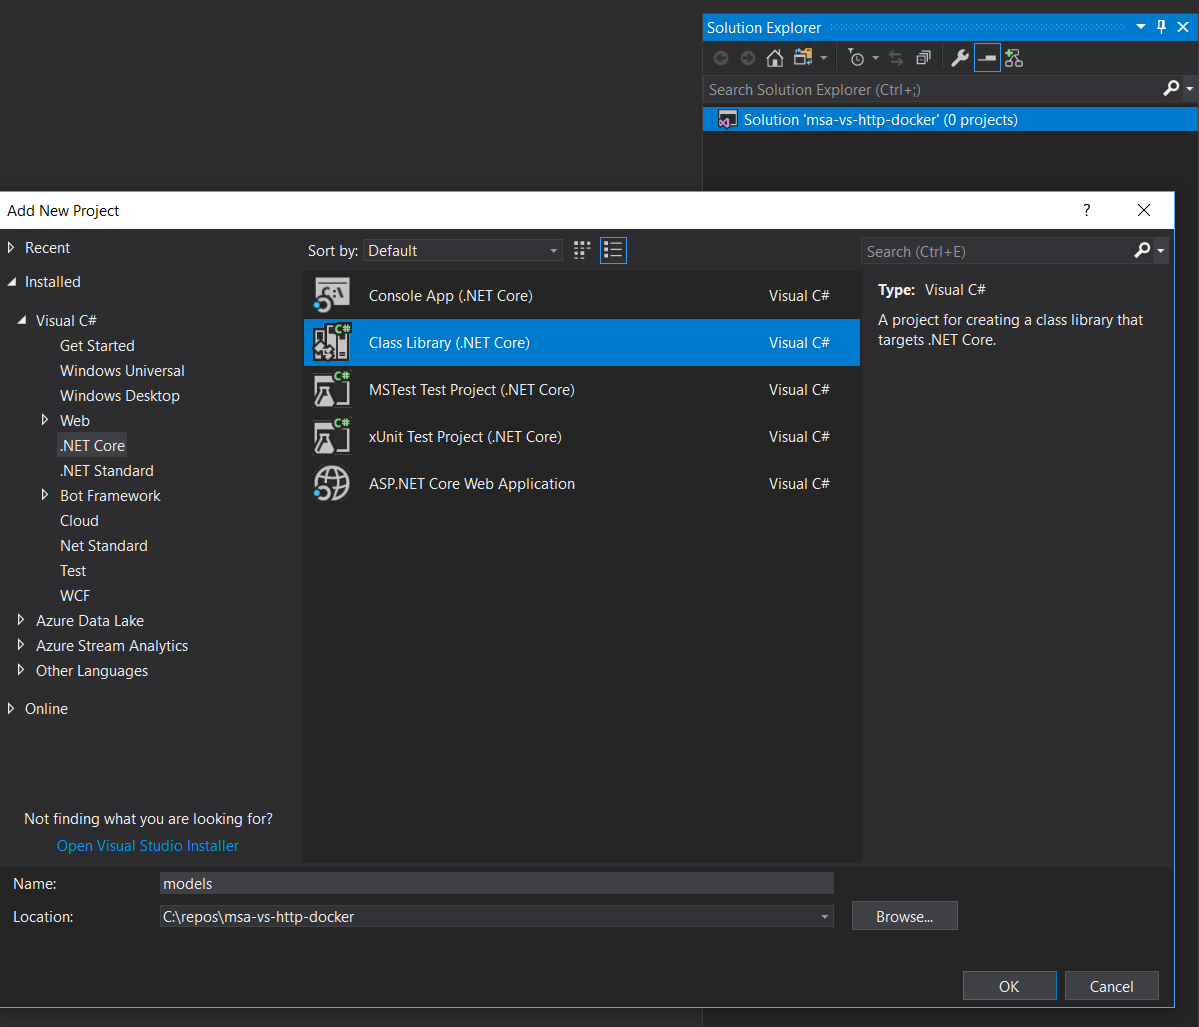 Solution Explorer
Search Solution Explorer (Ctrl+;)
Solution 'msa-vs-http-docker' (0 projects)
Add New Project
?
Recent
Installed
Visual C#
Get Started
Windows Universal
Windows Desktop
Web
.NET Core
.NET Standard
Bot Framework
Cloud
Net Standard
Test
WCF
Azure Data Lake
Azure Stream Analytics
Other Languages
Online
Not finding what you are looking for?
Open Visual Studio Installer
Sort by: Default
C:\ Console App (.NET Core) Visual C#
C# Class Library (.NET Core) Visual C#
C# MSTest Test Project (.NET Core) Visual C#
C# xUnit Test Project (.NET Core) Visual C#
ASP.NET Core Web Application Visual C#
Search (Ctrl+E)
Type: Visual C#
A project for creating a class library that
targets .NET Core.
Name: models
Location: C:\repos\msa-vs-http-docker
Browse...
OK Cancel